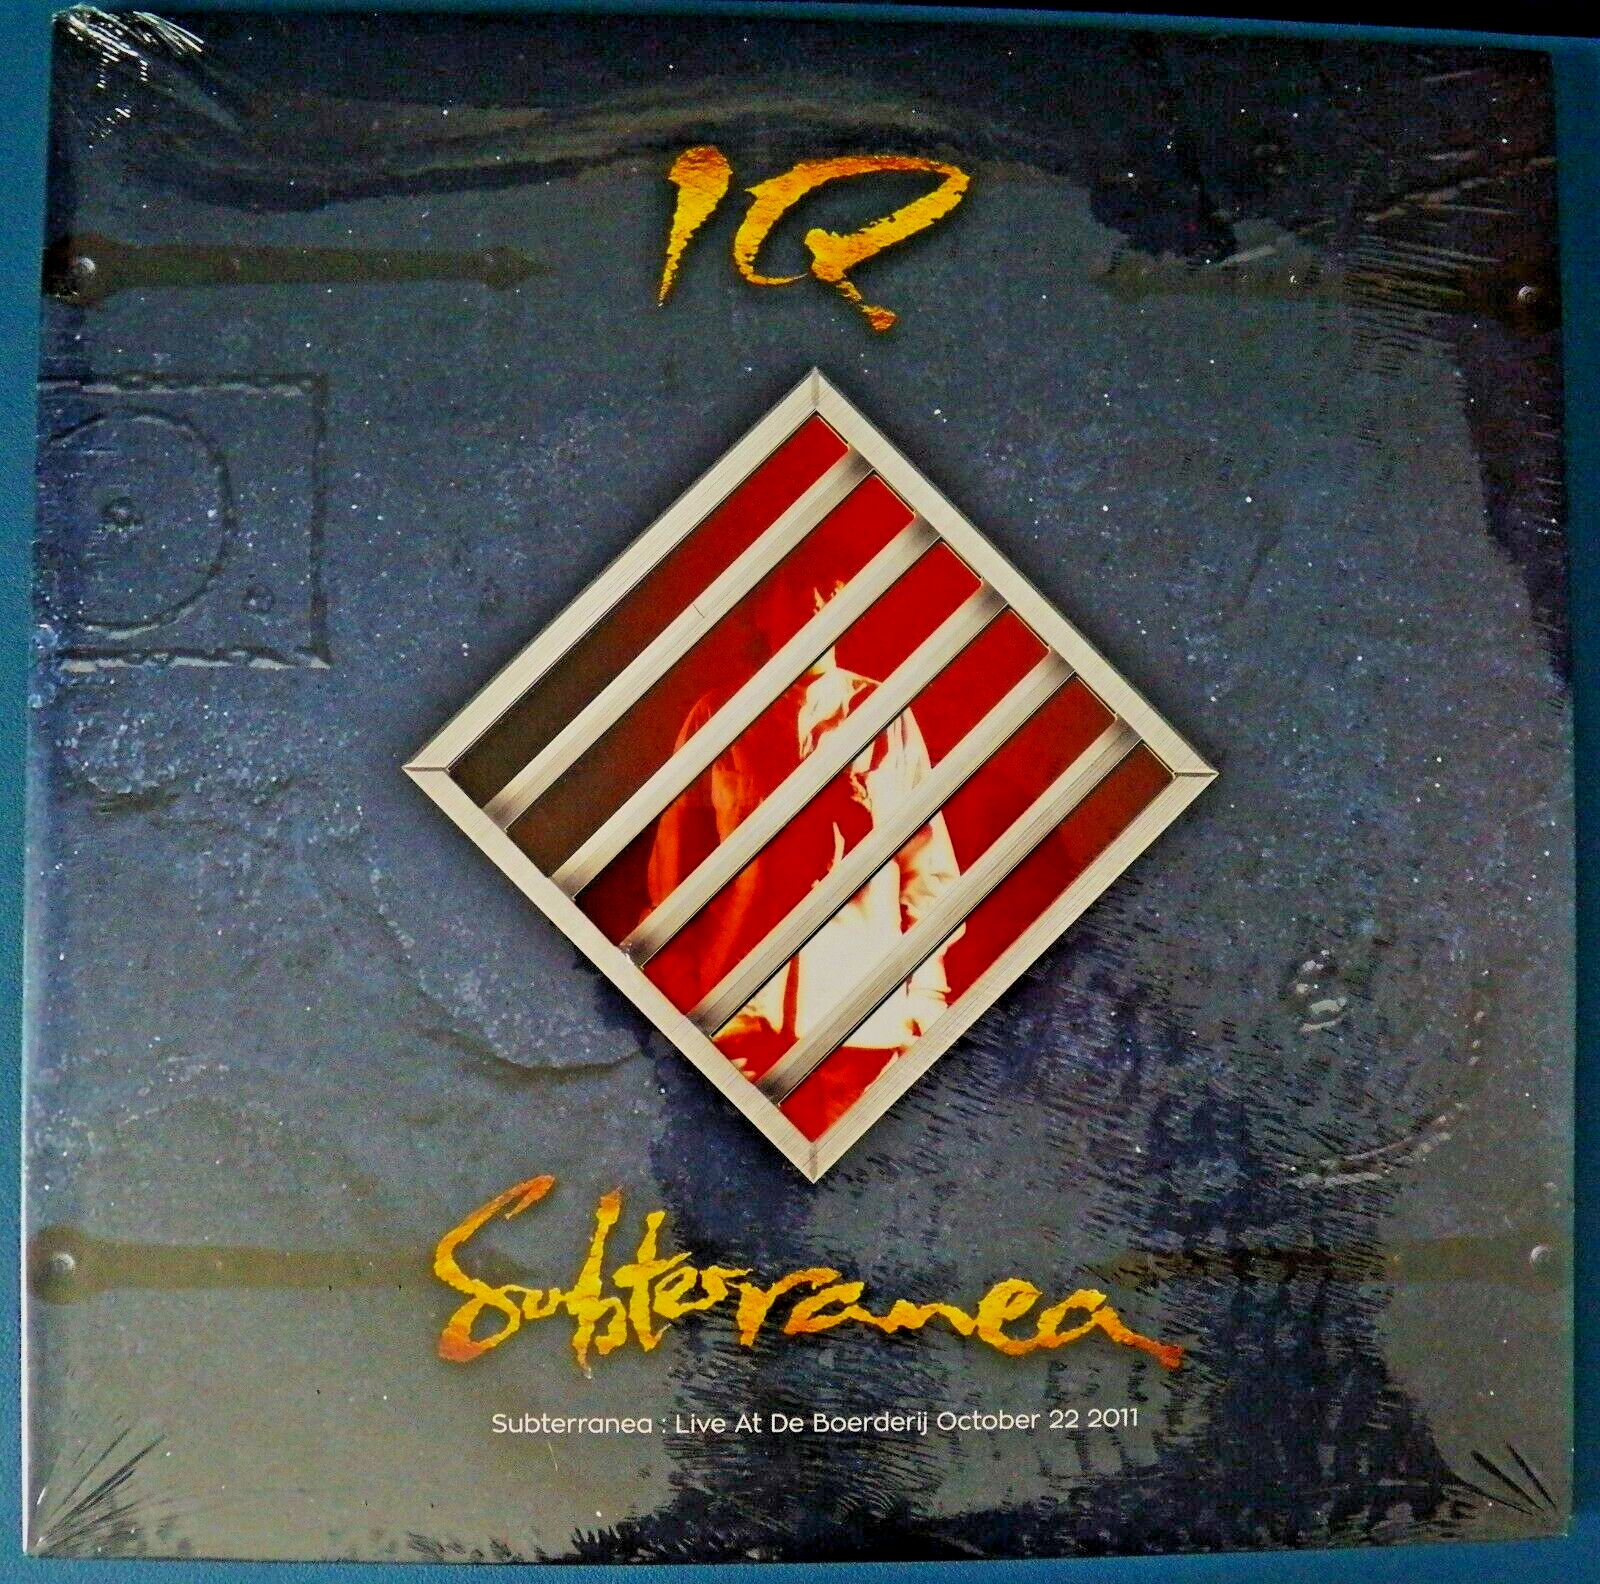 IQ
Subterranea
Subterranea : Live At De Boerderij October 22 2011